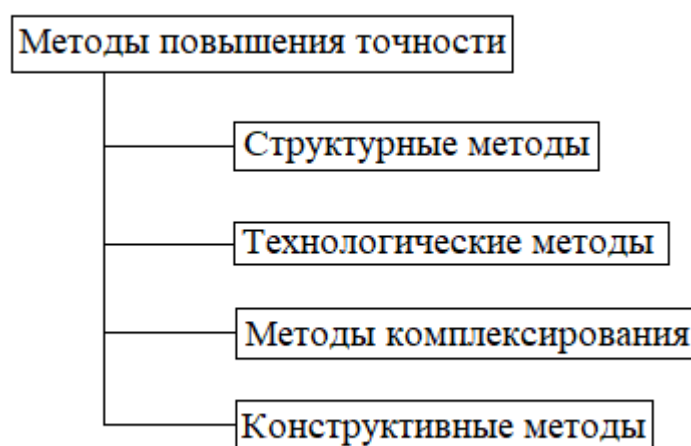 Методы повышения точности
Структурные методы
Технологические методы
Методы комплексирования
Конструктивные методы